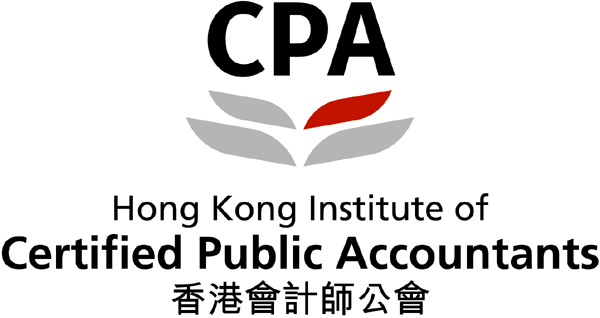 CPA
Hong Kong Institute of
Certified Public Accountants
香港會計師公會